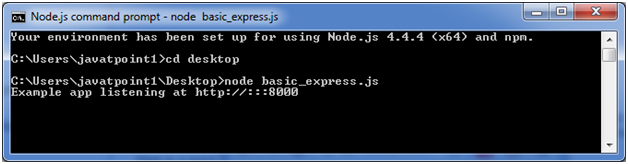 Node.js command prompt - node  basic_express.js
Your environment has been set up for using Node.js 4.4.4 (x64) and npm.
C:\Users\javatpoint1>cd desktop
C:\Users\javatpoint1\Desktop>node basic_express.js
Example app listening at http://:::8000